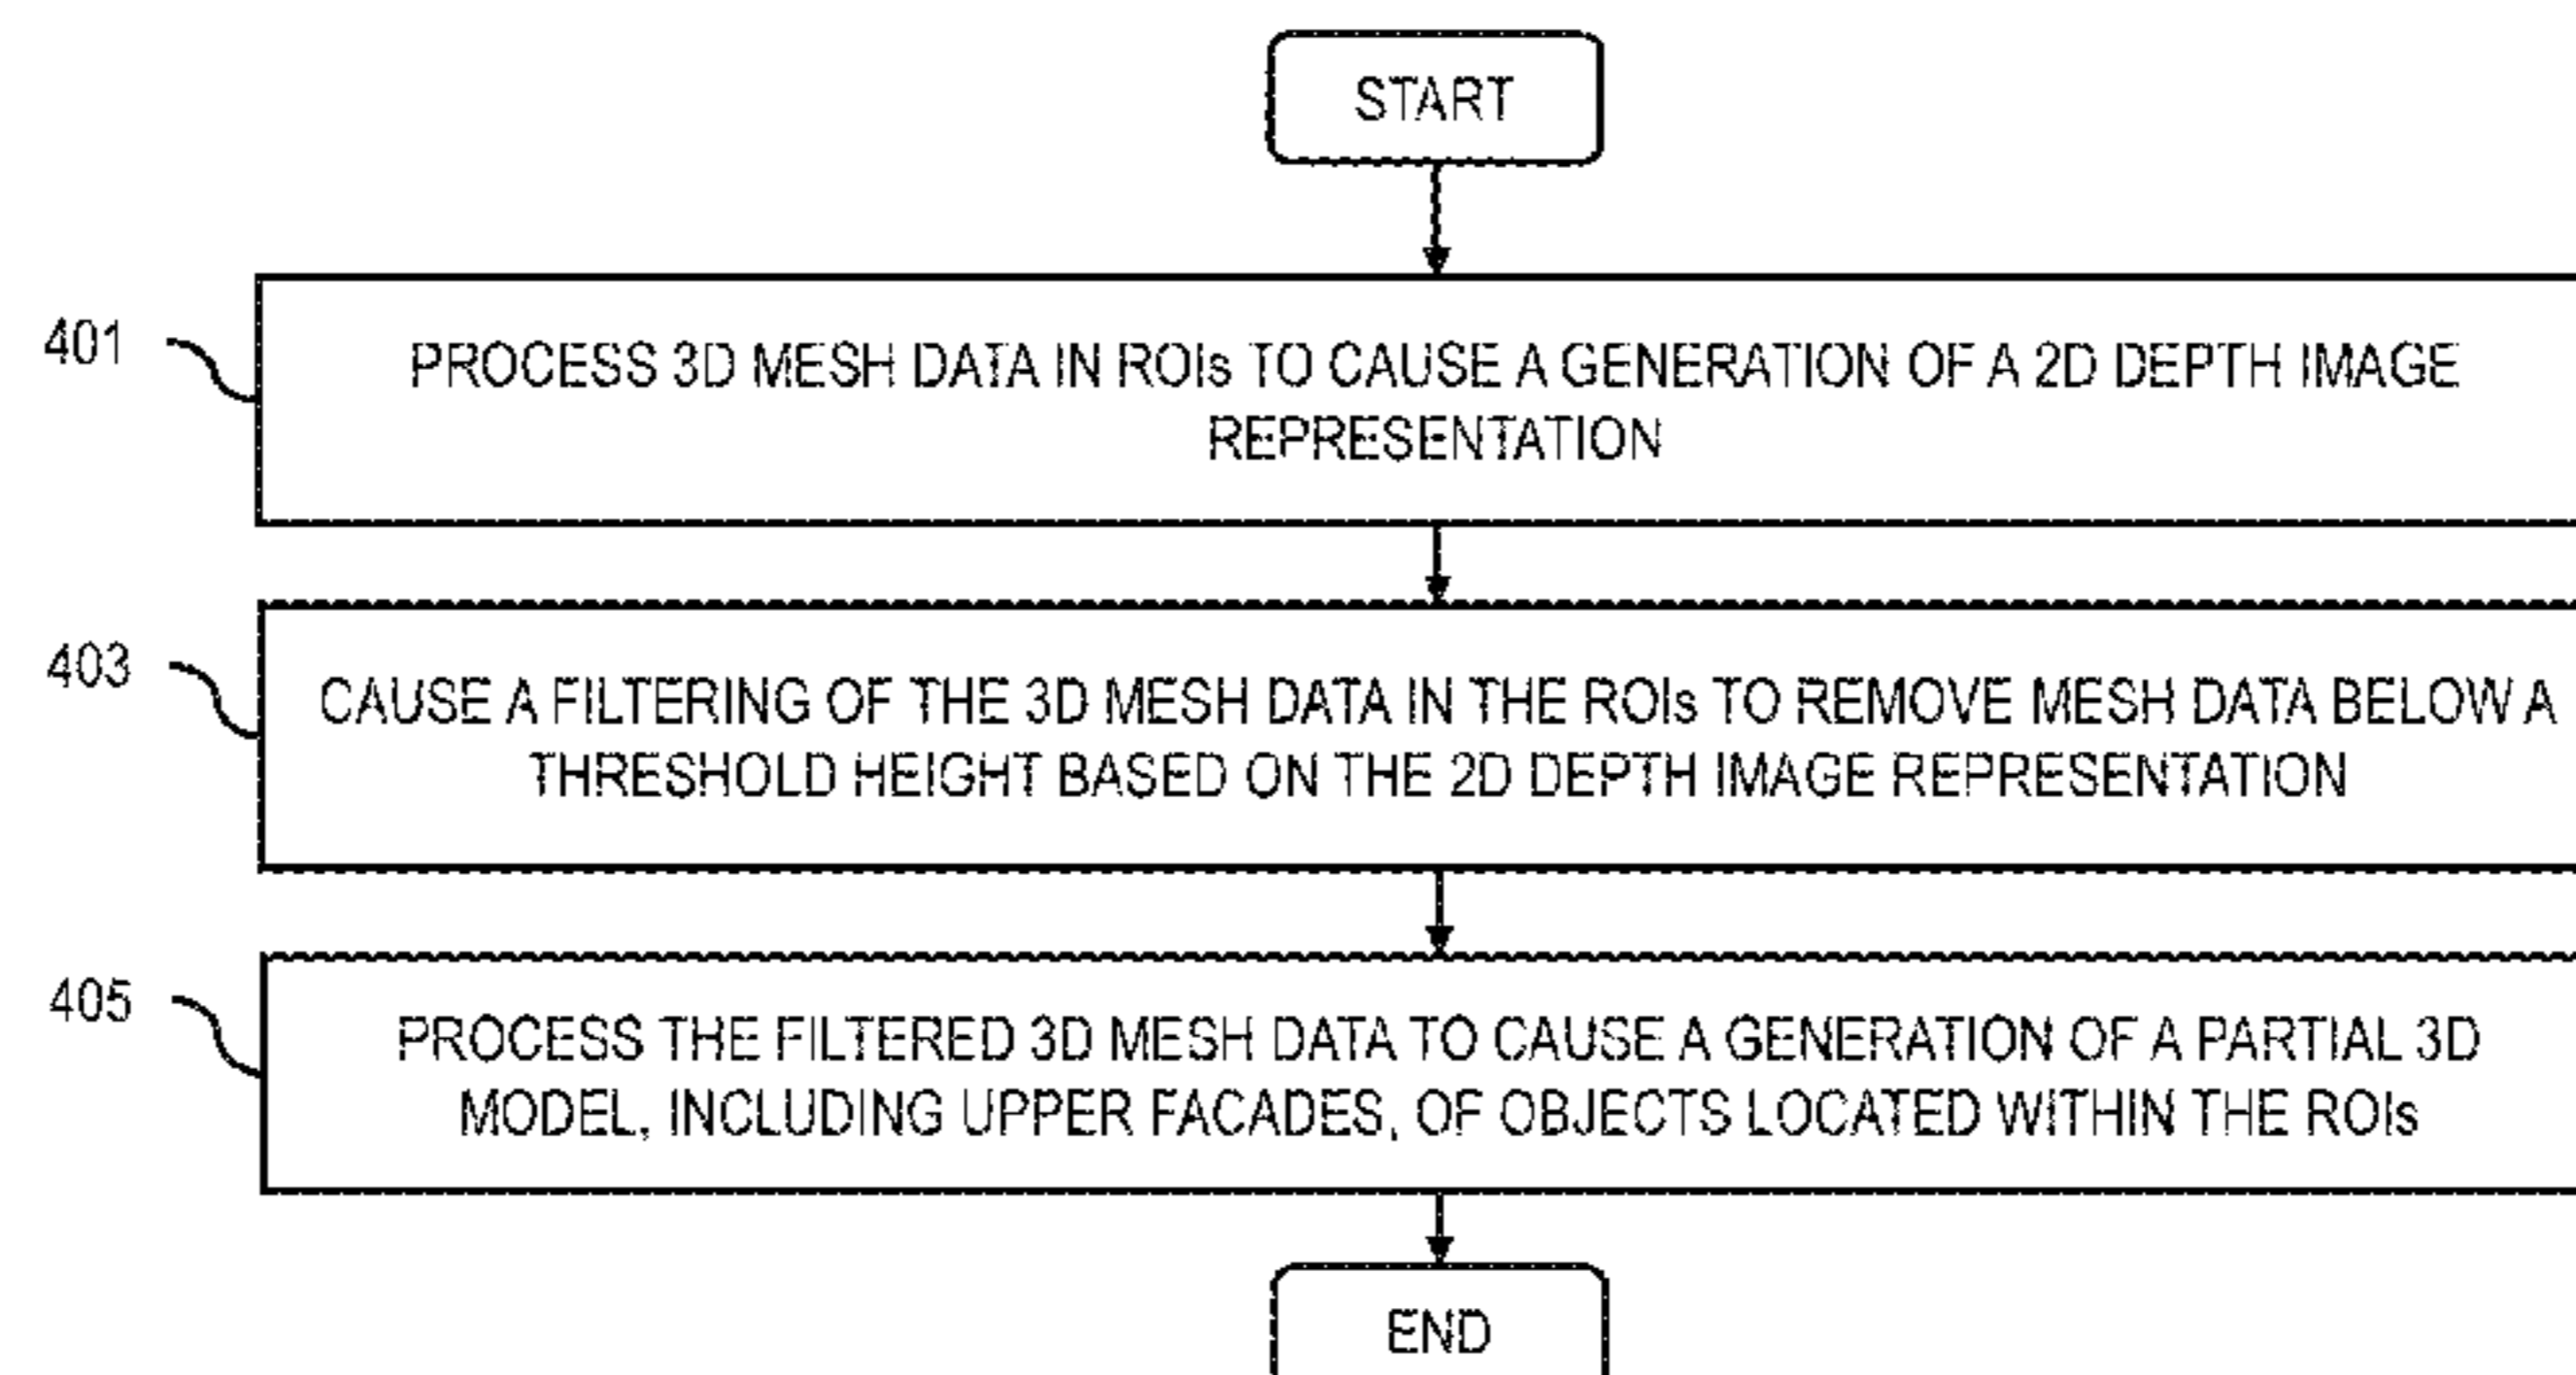 START
401
PROCESS 3D MESH DATA IN ROIs TO CAUSE A GENERATION OF A 2D DEPTH IMAGE
REPRESENTATION
403
CAUSE A FILTERING OF THE 3D MESH DATA IN THE ROIs TO REMOVE MESH DATA BELOW A
THRESHOLD HEIGHT BASED ON THE 2D DEPTH IMAGE REPRESENTATION
405
PROCESS THE FILTERED 3D MESH DATA TO CAUSE A GENERATION OF A PARTIAL 3D
MODEL, INCLUDING UPPER FACADES, OF OBJECTS LOCATED WITHIN THE ROIs
END